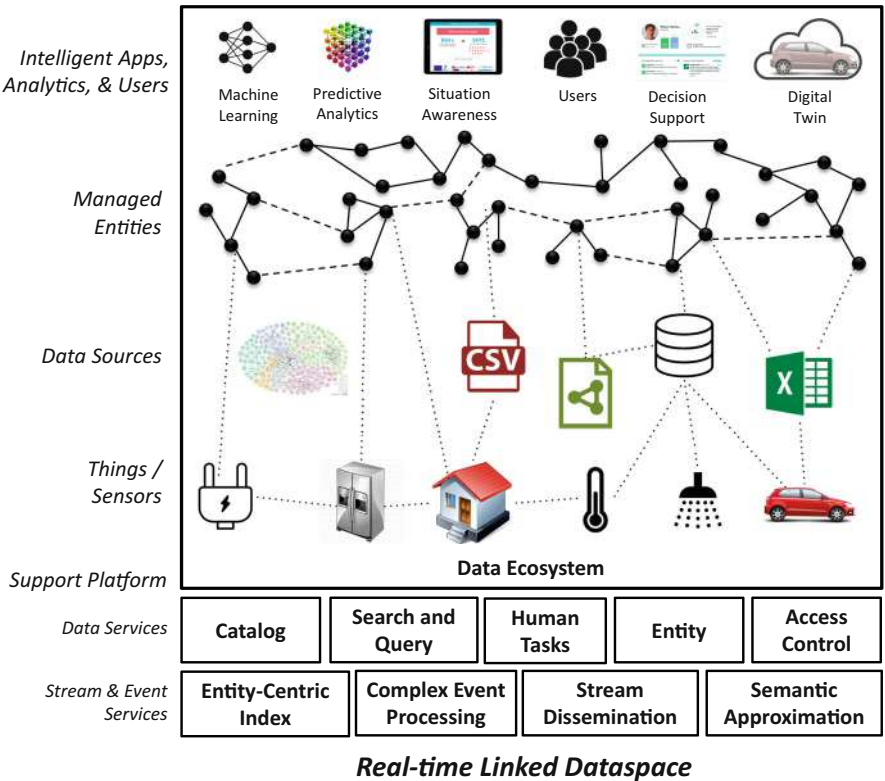 Intelligent Apps,
Analytics, & Users
Machine
Learning
Predictive
Analytics
Situation
Awareness
Users
Decision
Support
Digital
Twin
Managed
Entities
Data Sources
CSV
X
Things /
Sensors
Data Ecosystem
Support Platform
Data Services
Catalog
Search and
Query
Human
Tasks
Entity
Access
Control
Stream & Event
Services
Entity-Centric
Index
Complex Event
Processing
Stream
Dissemination
Semantic
Approximation
Real-time Linked Dataspace